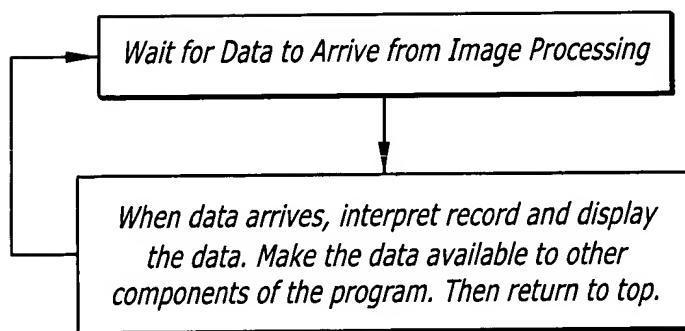 Wait for Data to Arrive from Image Processing
When data arrives, interpret record and display
the data. Make the data available to other
components of the program. Then return to top.